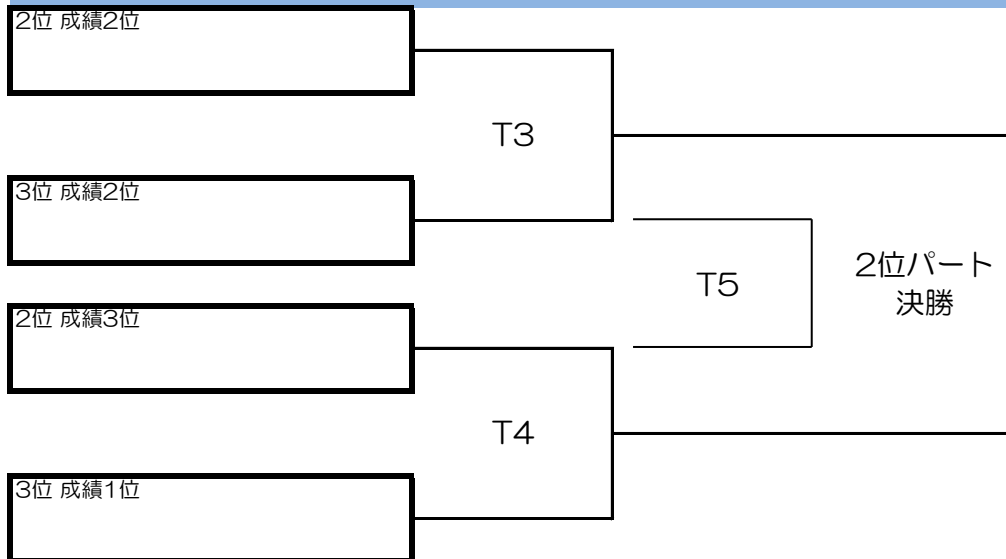 2位 成績2位
T3
3位 成績2位
T5
2位パート
決勝
2位 成績3位
T4
3位 成績1位